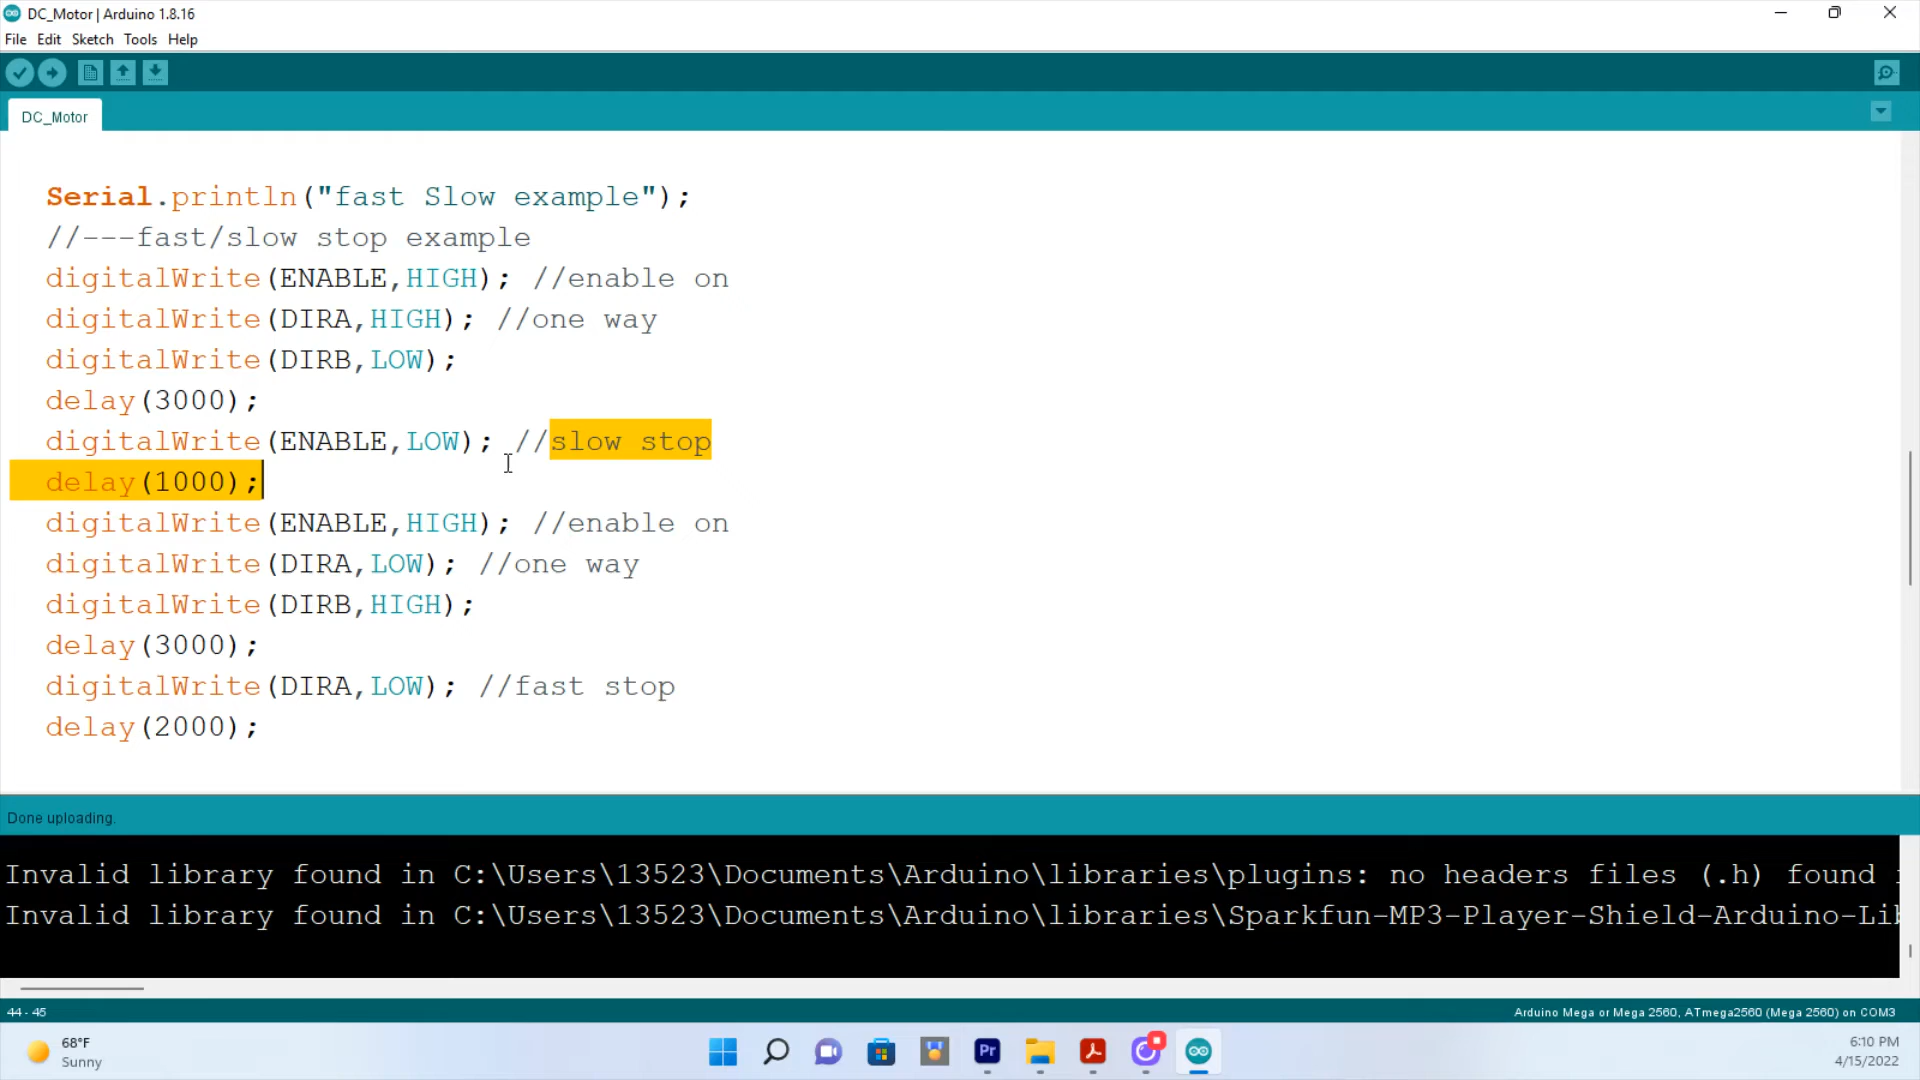 DC_Motor | Arduino 1.8.16
File Edit Sketch Tools Help
DC_Motor
Serial.println("fast Slow example");
//---fast/slow stop example
digitalWrite(ENABLE,HIGH); //enable on
digitalWrite(DIRA,HIGH); //one way
digitalWrite(DIRB,LOW);
delay(3000);
digitalWrite(ENABLE,LOW); //slow stop
delay(1000);
digitalWrite(ENABLE,HIGH); //enable on
digitalWrite(DIRA,LOW); //one way
digitalWrite(DIRB,HIGH);
delay(3000);
digitalWrite(DIRA,LOW); //fast stop
delay(2000);
Done uploading.
Invalid library found in C:\Users\13523\Documents\Arduino\libraries\plugins: no headers files (.h) found
Invalid library found in C:\Users\13523\Documents\Arduino\libraries\Sparkfun-MP3-Player-Shield-Arduino-Lib
44 - 45
Arduino Mega or Mega 2560, ATmega2560 (Mega 2560) on COM3
68°F
Sunny
Pr
6:10 PM
4/15/2022